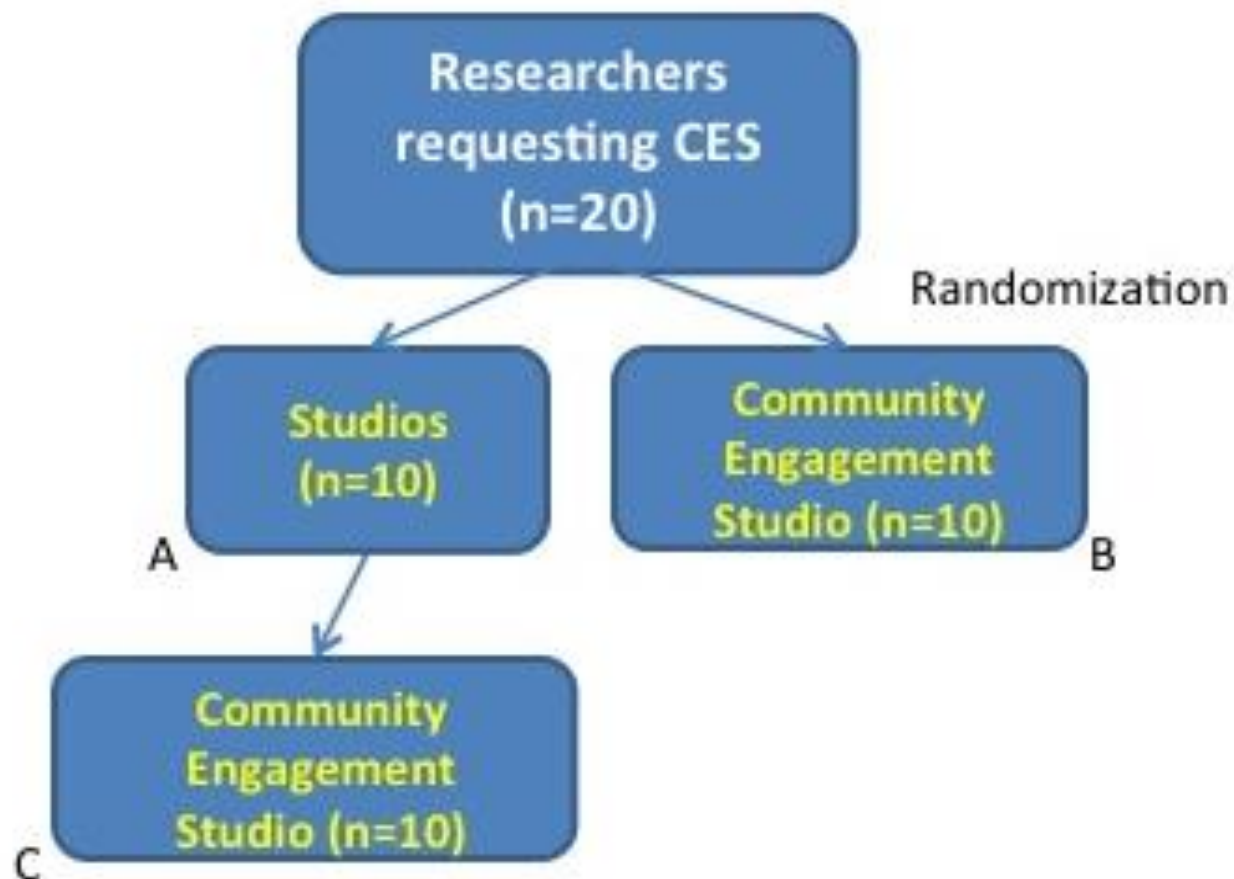 Researchers
requesting CES
(n=20)
Randomization
Studios
(n=10)
A
Community
Engagement
Studio (n=10)
B
Community
Engagement
Studio (n=10)
C